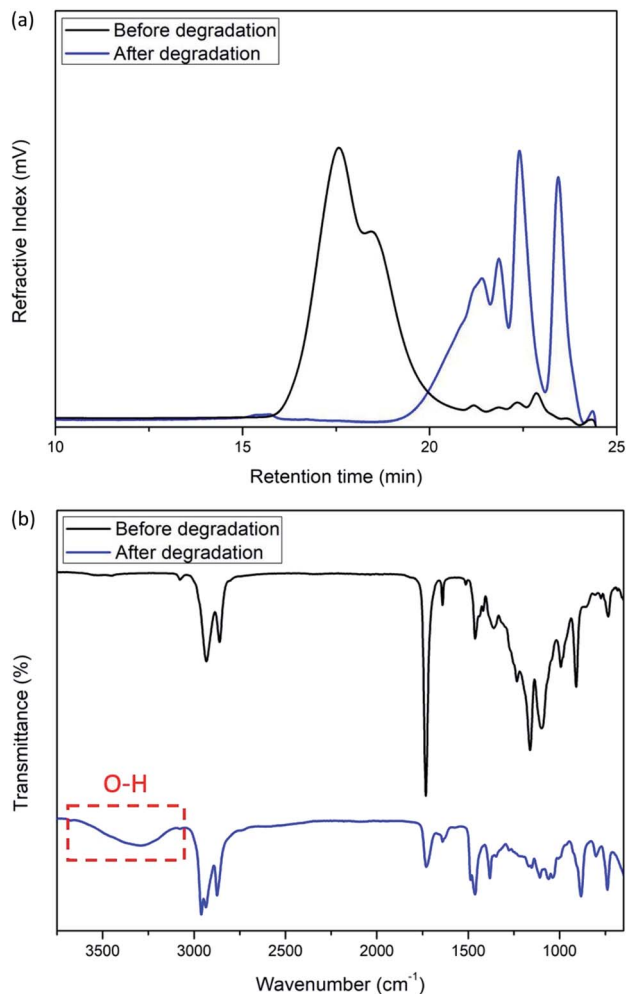 (a)
Before degradation
After degradation
Refractive Index (mV)
10 15 20 25
Retention time (min)
(b)
Before degradation
After degradation
Transmittance (%)
O-H
3500 3000 2500 2000 1500 1000
Wavenumber (cm⁻¹)